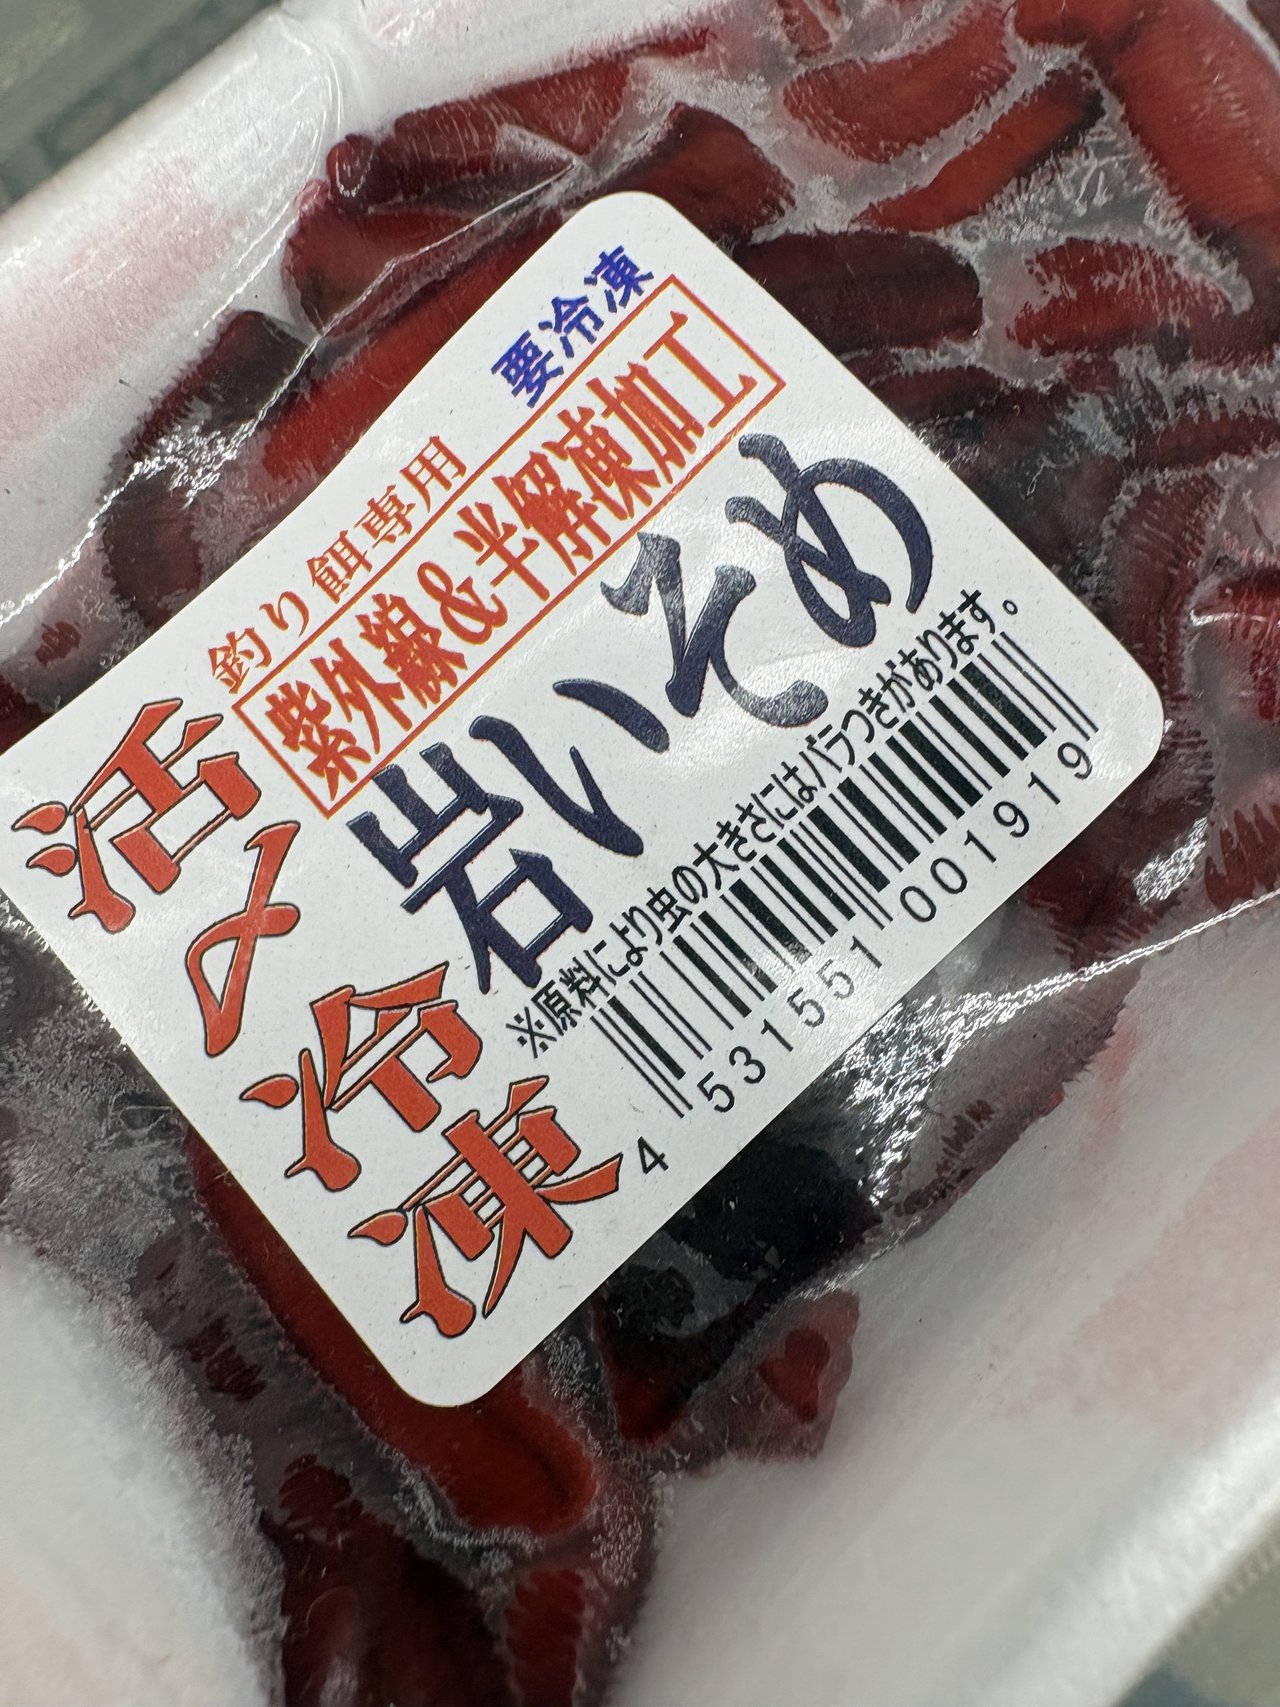 釣り餌専用
要冷凍
紫外線&半解凍加工
活〆冷凍
岩いそめ
※原料により虫の大きさにはバラつきがあります。
4 531551 001919